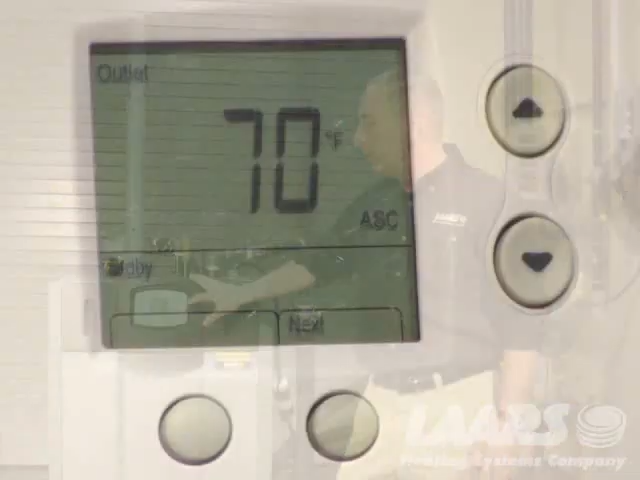 Outlet
70 °F
ASC
Stdby
Next
LAARS
Heating Systems Company